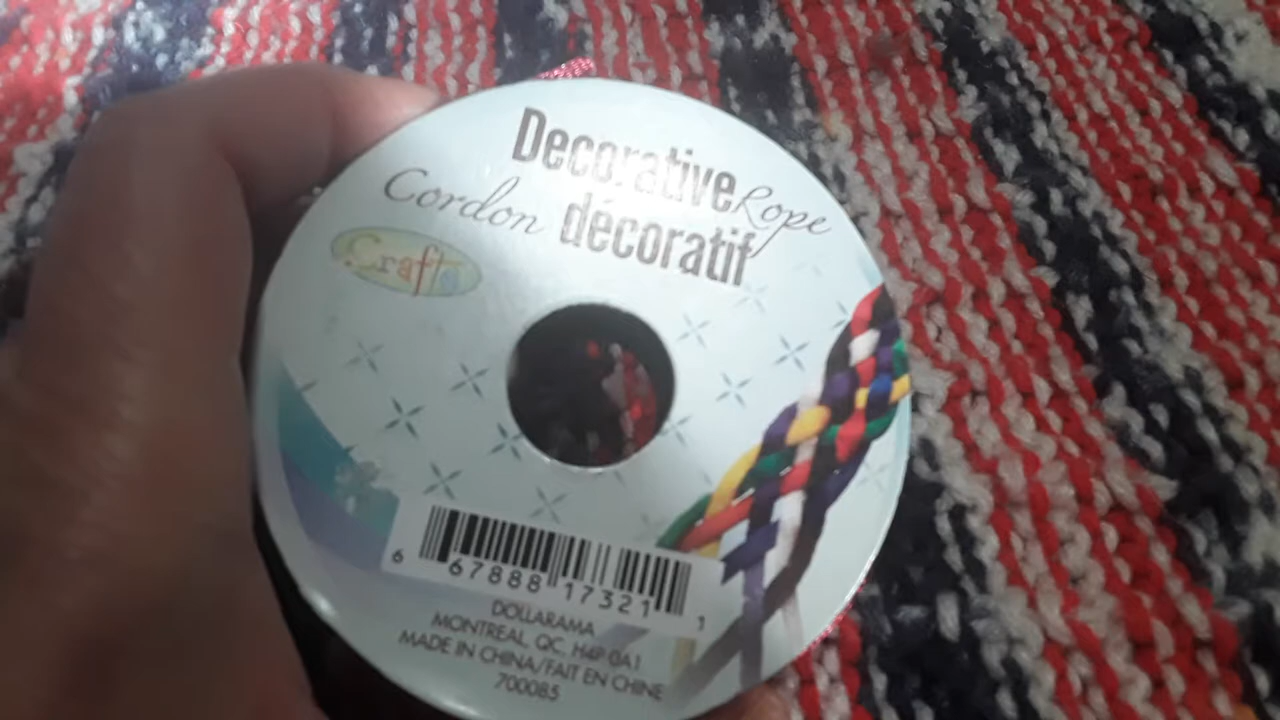 Decorative Rope
Cordon décoratif
Crafts
6 67888 17321 1
DOLLARAMA
MONTREAL, QC. H4P 0A1
MADE IN CHINA/FAIT EN CHINE
700085